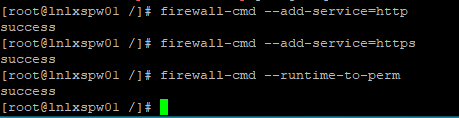 [root@lnlxspw01 /]# firewall-cmd --add-service=http
success
[root@lnlxspw01 /]# firewall-cmd --add-service=https
success
[root@lnlxspw01 /]# firewall-cmd --runtime-to-perm
success
[root@lnlxspw01 /]#